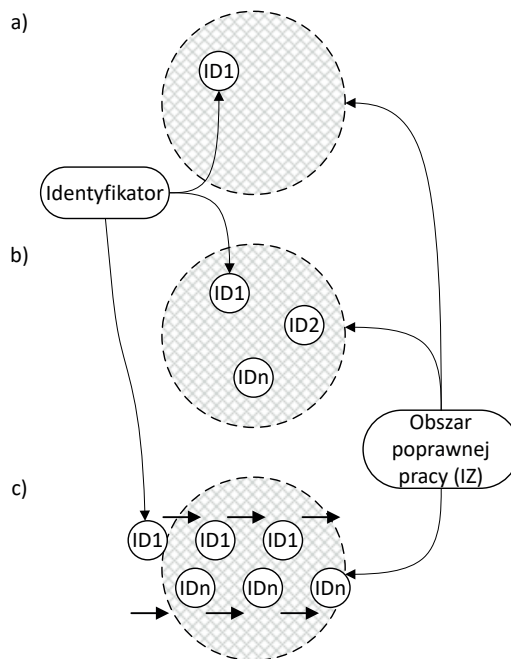 a)
ID1
Identyfikator
b)
ID1
ID2
IDn
Obszar
poprawnej
pracy (IZ)
c)
ID1
ID1
ID1
IDn
IDn
IDn